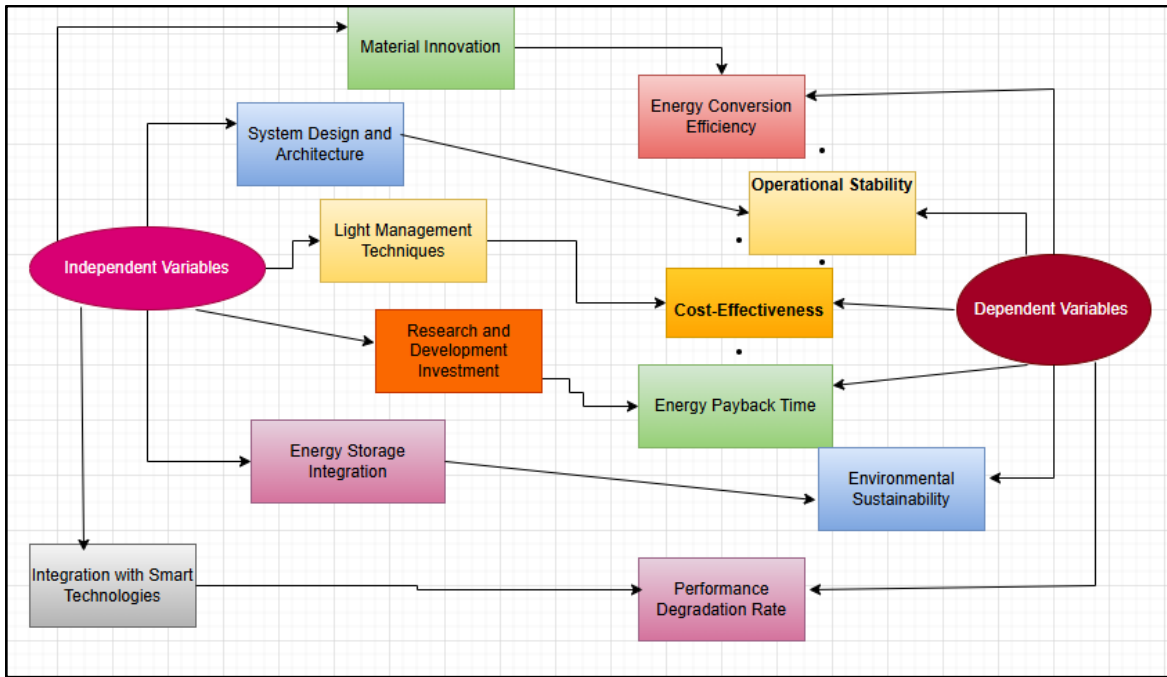 Material Innovation
Energy Conversion
Efficiency
System Design and
Architecture
Operational Stability
Light Management
Techniques
Independent Variables
Cost-Effectiveness
Dependent Variables
Research and
Development
Investment
Energy Payback Time
Energy Storage
Integration
Environmental
Sustainability
Integration with Smart
Technologies
Performance
Degradation Rate